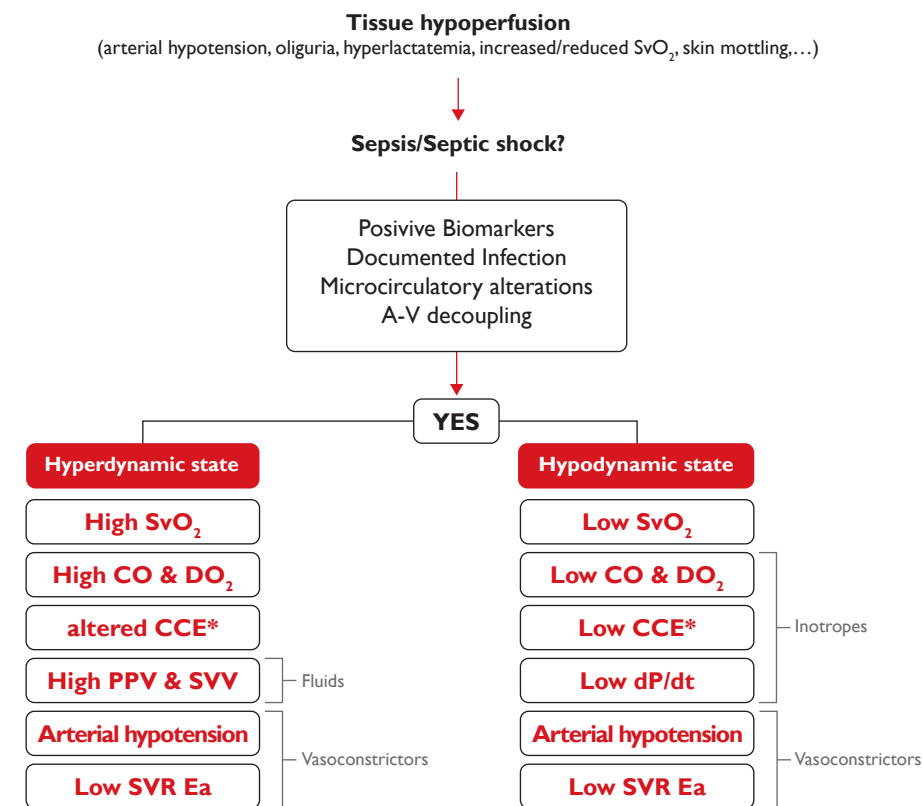 Tissue hypoperfusion
(arterial hypotension, oliguria, hyperlactatemia, increased/reduced SvO₂, skin mottling,…)
Sepsis/Septic shock?
Posivive Biomarkers
Documented Infection
Microcirculatory alterations
A-V decoupling
YES
Hyperdynamic state
High SvO₂
High CO & DO₂
altered CCE*
High PPV & SVV
Fluids
Arterial hypotension
Vasoconstrictors
Low SVR Ea
Hypodynamic state
Low SvO₂
Low CO & DO₂
Low CCE*
Inotropes
Low dP/dt
Arterial hypotension
Vasoconstrictors
Low SVR Ea